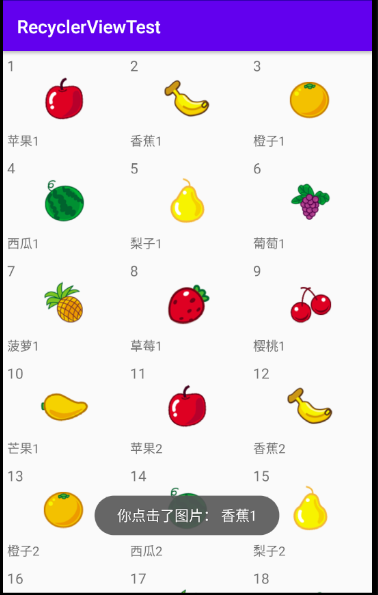 RecyclerViewTest
1 2 3
苹果1 香蕉1 橙子1
4 5 6
西瓜1 梨子1 葡萄1
7 8 9
菠萝1 草莓1 樱桃1
10 11 12
芒果1 苹果2 香蕉2
13 14 15
你点击了图片： 香蕉1
橙子2 西瓜2 梨子2
16 17 18